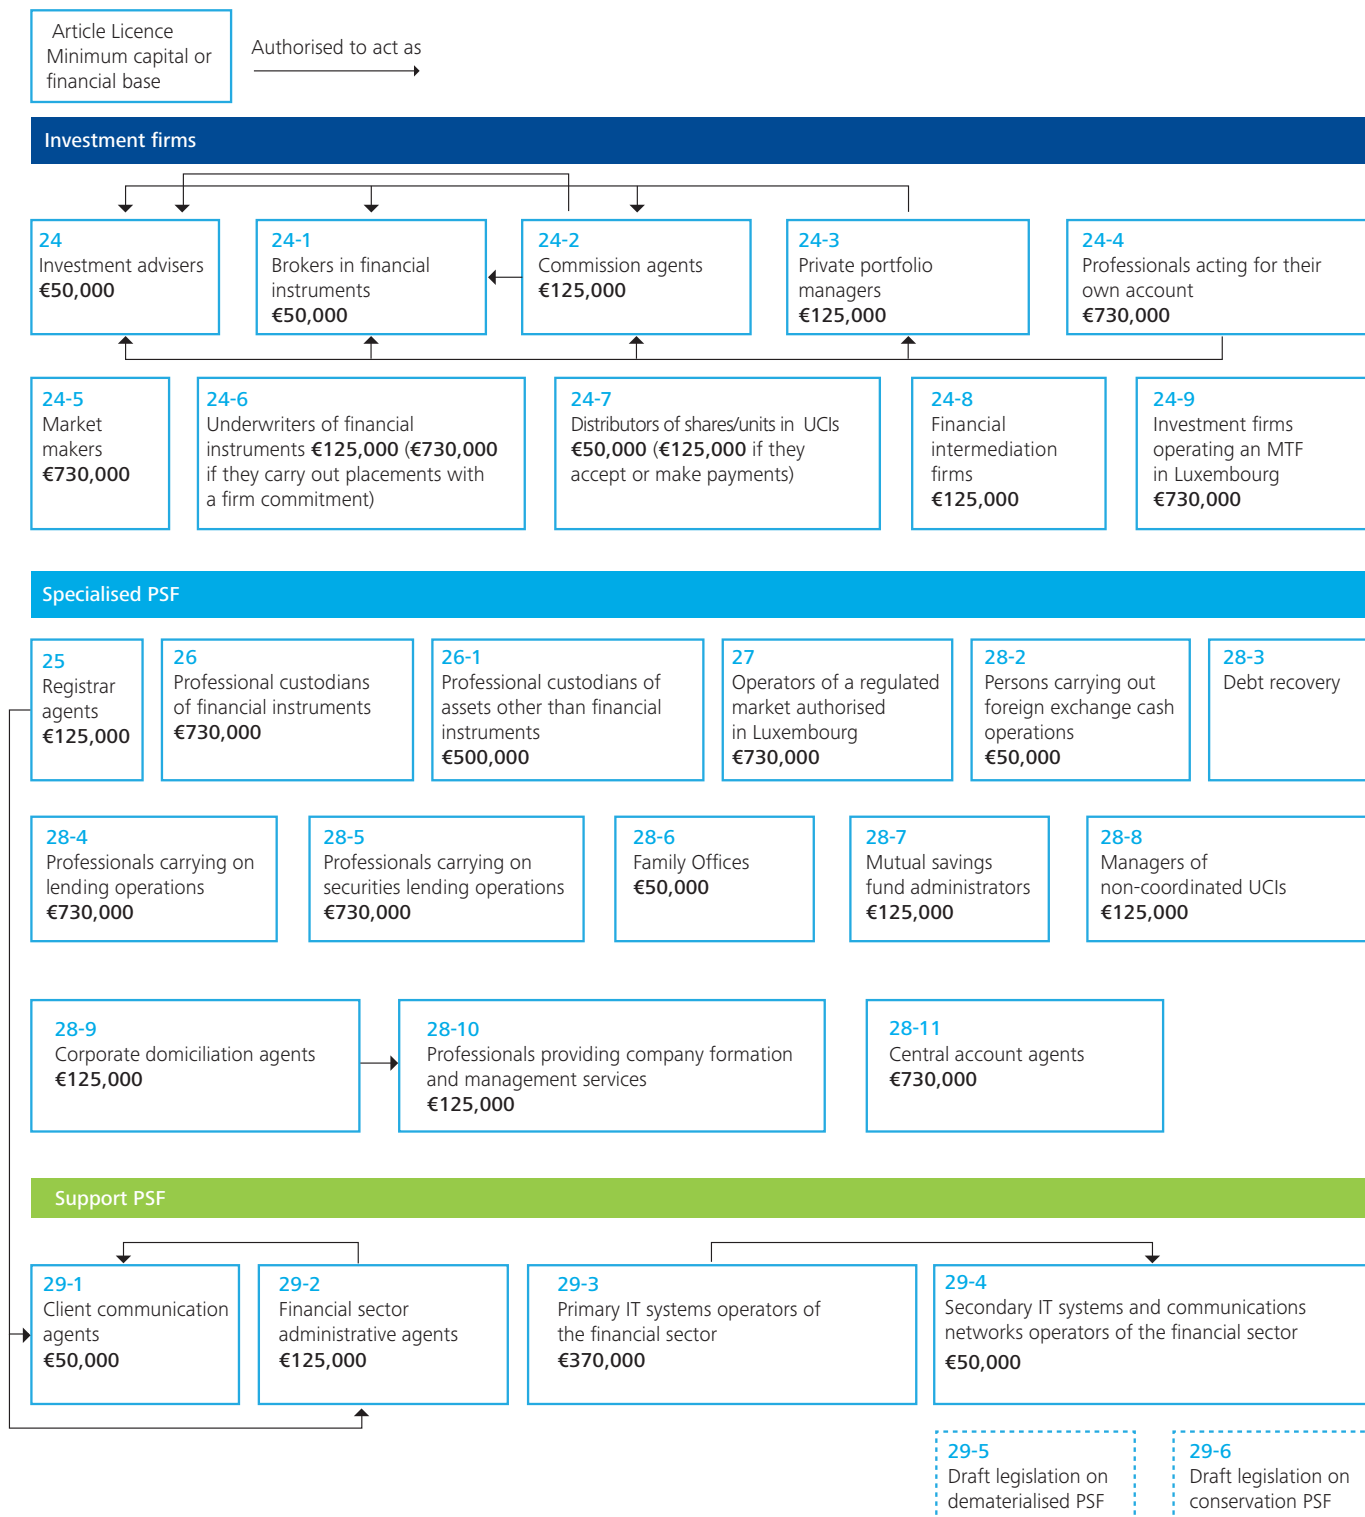 Article Licence
Minimum capital or
financial base
Authorised to act as
Investment firms
24
Investment advisers
€50,000
24-1
Brokers in financial
instruments
€50,000
24-2
Commission agents
€125,000
24-3
Private portfolio
managers
€125,000
24-4
Professionals acting for their
own account
€730,000
24-5
Market
makers
€730,000
24-6
Underwriters of financial
instruments €125,000 (€730,000
if they carry out placements with
a firm commitment)
24-7
Distributors of shares/units in UCIs
€50,000 (€125,000 if they
accept or make payments)
24-8
Financial
intermediation
firms
€125,000
24-9
Investment firms
operating an MTF
in Luxembourg
€730,000
Specialised PSF
25
Registrar
agents
€125,000
26
Professional custodians
of financial instruments
€730,000
26-1
Professional custodians of
assets other than financial
instruments
€500,000
27
Operators of a regulated
market authorised
in Luxembourg
€730,000
28-2
Persons carrying out
foreign exchange cash
operations
€50,000
28-3
Debt recovery
28-4
Professionals carrying on
lending operations
€730,000
28-5
Professionals carrying on
securities lending operations
€730,000
28-6
Family Offices
€50,000
28-7
Mutual savings
fund administrators
€125,000
28-8
Managers of
non-coordinated UCIs
€125,000
28-9
Corporate domiciliation agents
€125,000
28-10
Professionals providing company formation
and management services
€125,000
28-11
Central account agents
€730,000
Support PSF
29-1
Client communication
agents
€50,000
29-2
Financial sector
administrative agents
€125,000
29-3
Primary IT systems operators of
the financial sector
€370,000
29-4
Secondary IT systems and communications
networks operators of the financial sector
€50,000
29-5
Draft legislation on
dematerialised PSF
29-6
Draft legislation on
conservation PSF